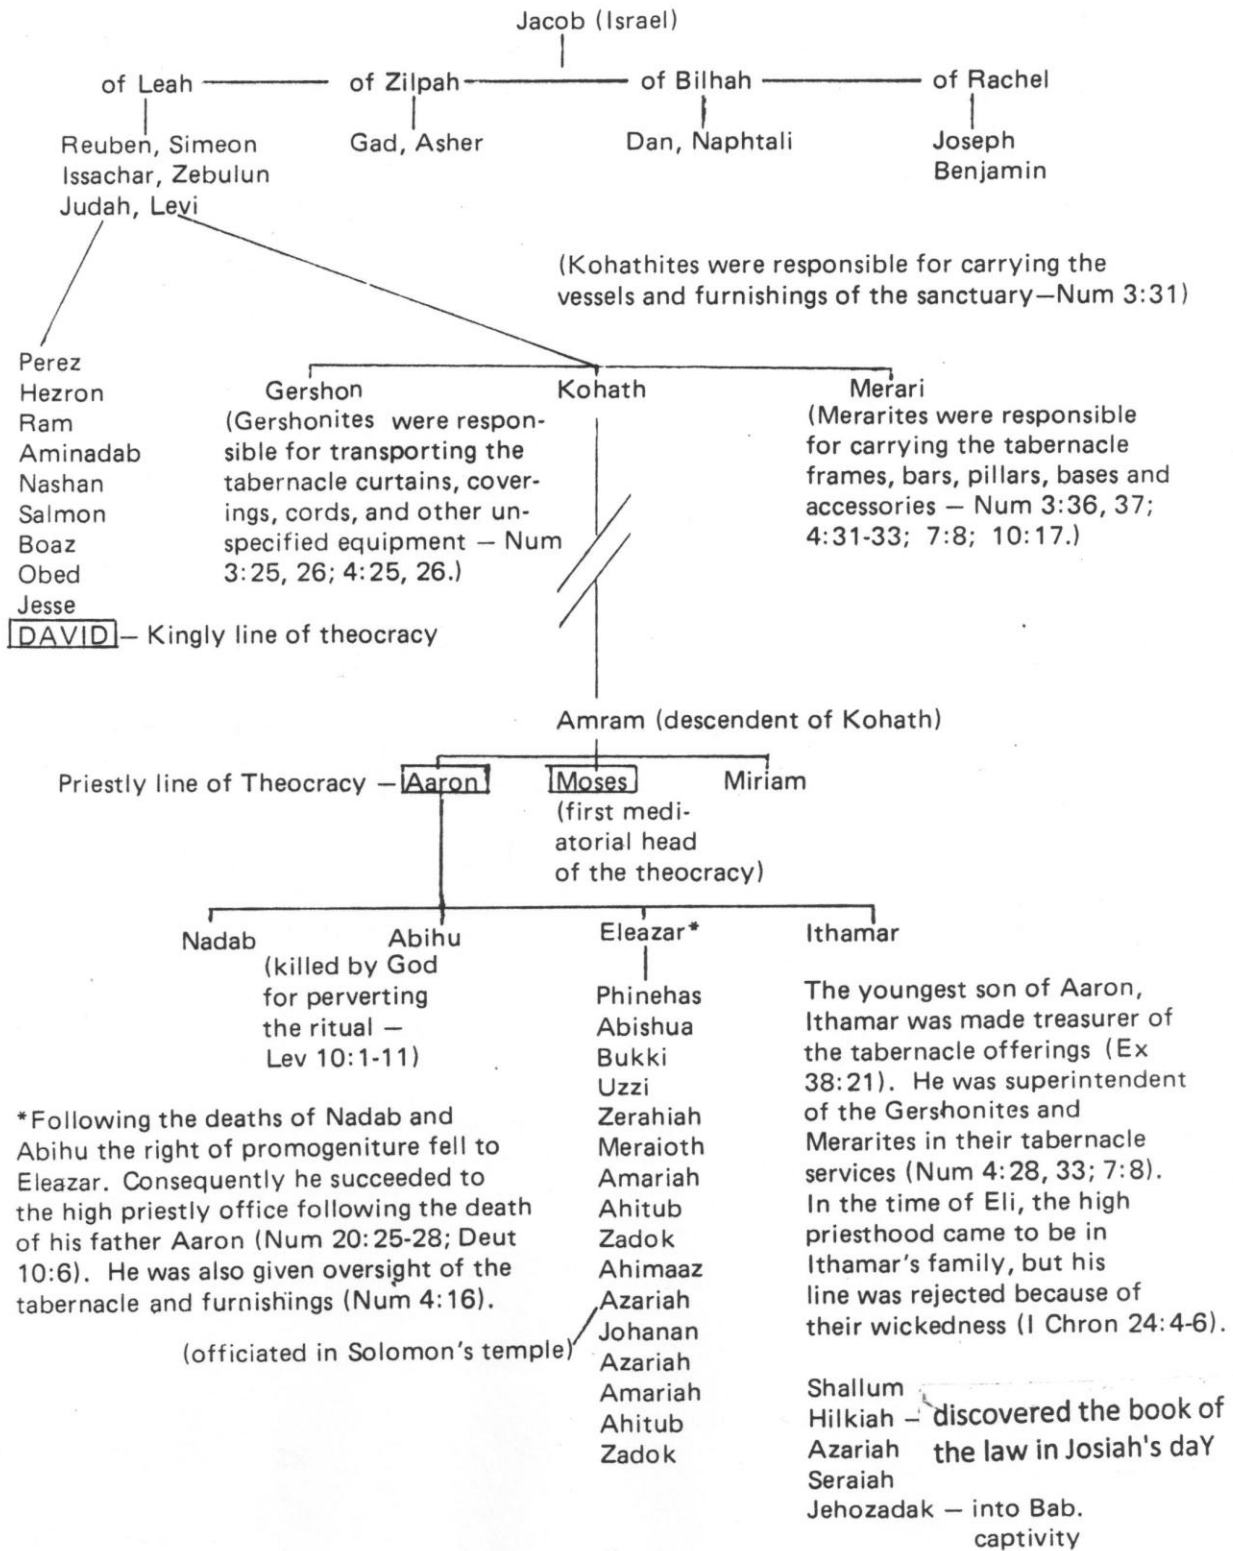 Jacob (Israel)
of Leah of Zilpah of Bilhah of Rachel
Reuben, Simeon
Issachar, Zebulun
Judah, Levi
Gad, Asher
Dan, Naphtali
Joseph
Benjamin
(Kohathites were responsible for carrying the
vessels and furnishings of the sanctuary—Num 3:31)
Perez
Hezron
Ram
Aminadab
Nashan
Salmon
Boaz
Obed
Jesse
DAVID — Kingly line of theocracy
Gershon
(Gershonites were respon-
sible for transporting the
tabernacle curtains, cover-
ings, cords, and other un-
specified equipment — Num
3:25, 26; 4:25, 26.)
Kohath
Merari
(Merarites were responsible
for carrying the tabernacle
frames, bars, pillars, bases and
accessories — Num 3:36, 37;
4:31-33; 7:8; 10:17.)
Amram (descendent of Kohath)
Priestly line of Theocracy — Aaron Moses Miriam
(first medi-
atorial head
of the theocracy)
Nadab Abihu Eleazar* Ithamar
(killed by God
for perverting
the ritual —
Lev 10:1-11)
*Following the deaths of Nadab and
Abihu the right of promogeniture fell to
Eleazar. Consequently he succeeded to
the high priestly office following the death
of his father Aaron (Num 20:25-28; Deut
10:6). He was also given oversight of the
tabernacle and furnishings (Num 4:16).
(officiated in Solomon's temple)
Phinehas
Abishua
Bukki
Uzzi
Zerahiah
Meraioth
Amariah
Ahitub
Zadok
Ahimaaz
Azariah
Johanan
Azariah
Amariah
Ahitub
Zadok
The youngest son of Aaron,
Ithamar was made treasurer of
the tabernacle offerings (Ex
38:21). He was superintendent
of the Gershonites and
Merarites in their tabernacle
services (Num 4:28, 33; 7:8).
In the time of Eli, the high
priesthood came to be in
Ithamar's family, but his
line was rejected because of
their wickedness (I Chron 24:4-6).
Shallum
Hilkiah — discovered the book of
the law in Josiah's daY
Azariah
Seraiah
Jehozadak — into Bab.
captivity